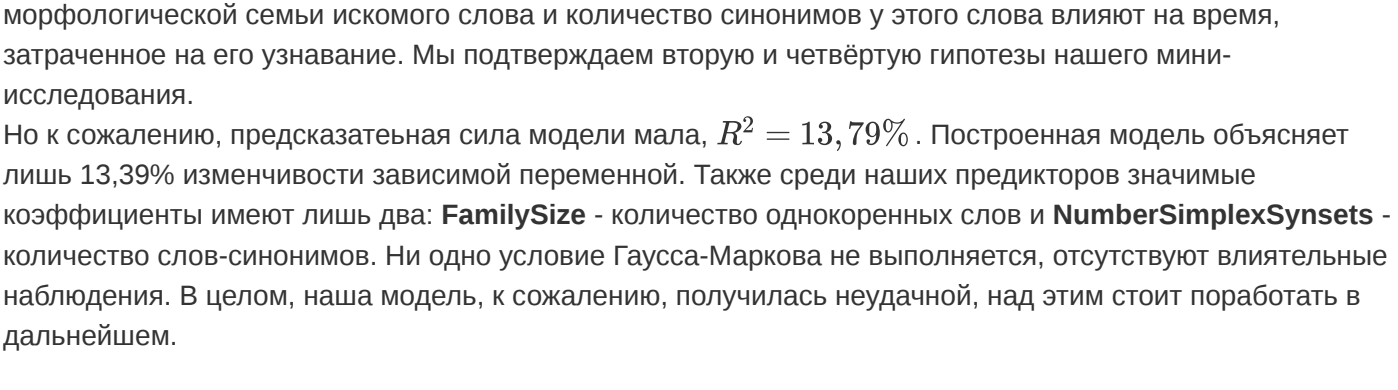 морфологической семьи искомого слова и количество синонимов у этого слова влияют на время,
затраченное на его узнавание. Мы подтверждаем вторую и четвёртую гипотезы нашего мини-
исследования.
Но к сожалению, предсказатеьная сила модели мала, R² = 13, 79% . Построенная модель объясняет
лишь 13,39% изменчивости зависимой переменной. Также среди наших предикторов значимые
коэффициенты имеют лишь два: FamilySize - количество однокоренных слов и NumberSimplexSynsets -
количество слов-синонимов. Ни одно условие Гаусса-Маркова не выполняется, отсутствуют влиятельные
наблюдения. В целом, наша модель, к сожалению, получилась неудачной, над этим стоит поработать в
дальнейшем.